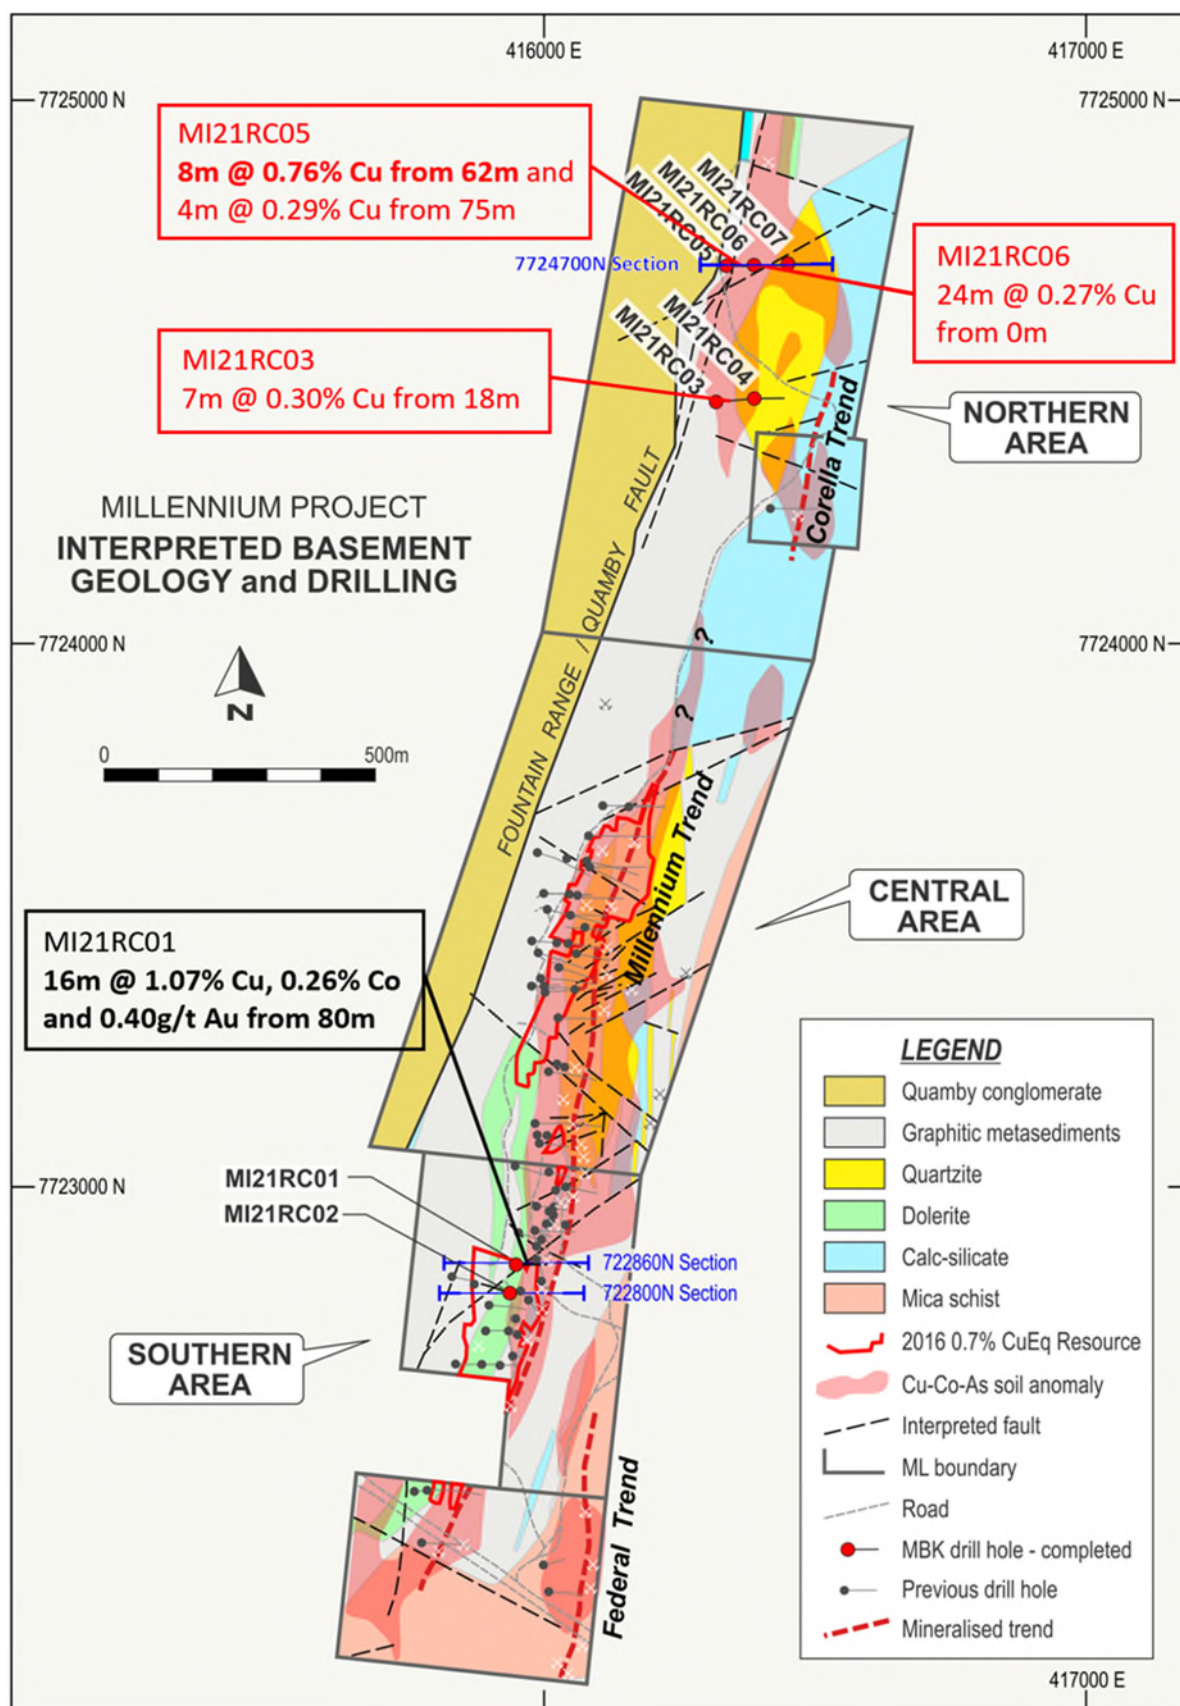 416000 E
417000 E
7725000 N
7725000 N
MI21RC05
8m @ 0.76% Cu from 62m and
4m @ 0.29% Cu from 75m
MI21RC07
MI21RC06
MI21RC05
7724700N Section
MI21RC06
24m @ 0.27% Cu
from 0m
MI21RC04
MI21RC03
MI21RC03
7m @ 0.30% Cu from 18m
NORTHERN
AREA
Corella Trend
MILLENNIUM PROJECT
INTERPRETED BASEMENT
GEOLOGY and DRILLING
FOUNTAIN RANGE / QUAMBY FAULT
7724000 N
7724000 N
?
?
N
0
500m
Millennium Trend
CENTRAL
AREA
MI21RC01
16m @ 1.07% Cu, 0.26% Co
and 0.40g/t Au from 80m
MI21RC01
MI21RC02
7723000 N
722860N Section
722800N Section
SOUTHERN
AREA
Federal Trend
LEGEND
Quamby conglomerate
Graphitic metasediments
Quartzite
Dolerite
Calc-silicate
Mica schist
2016 0.7% CuEq Resource
Cu-Co-As soil anomaly
Interpreted fault
ML boundary
Road
MBK drill hole - completed
Previous drill hole
Mineralised trend
417000 E